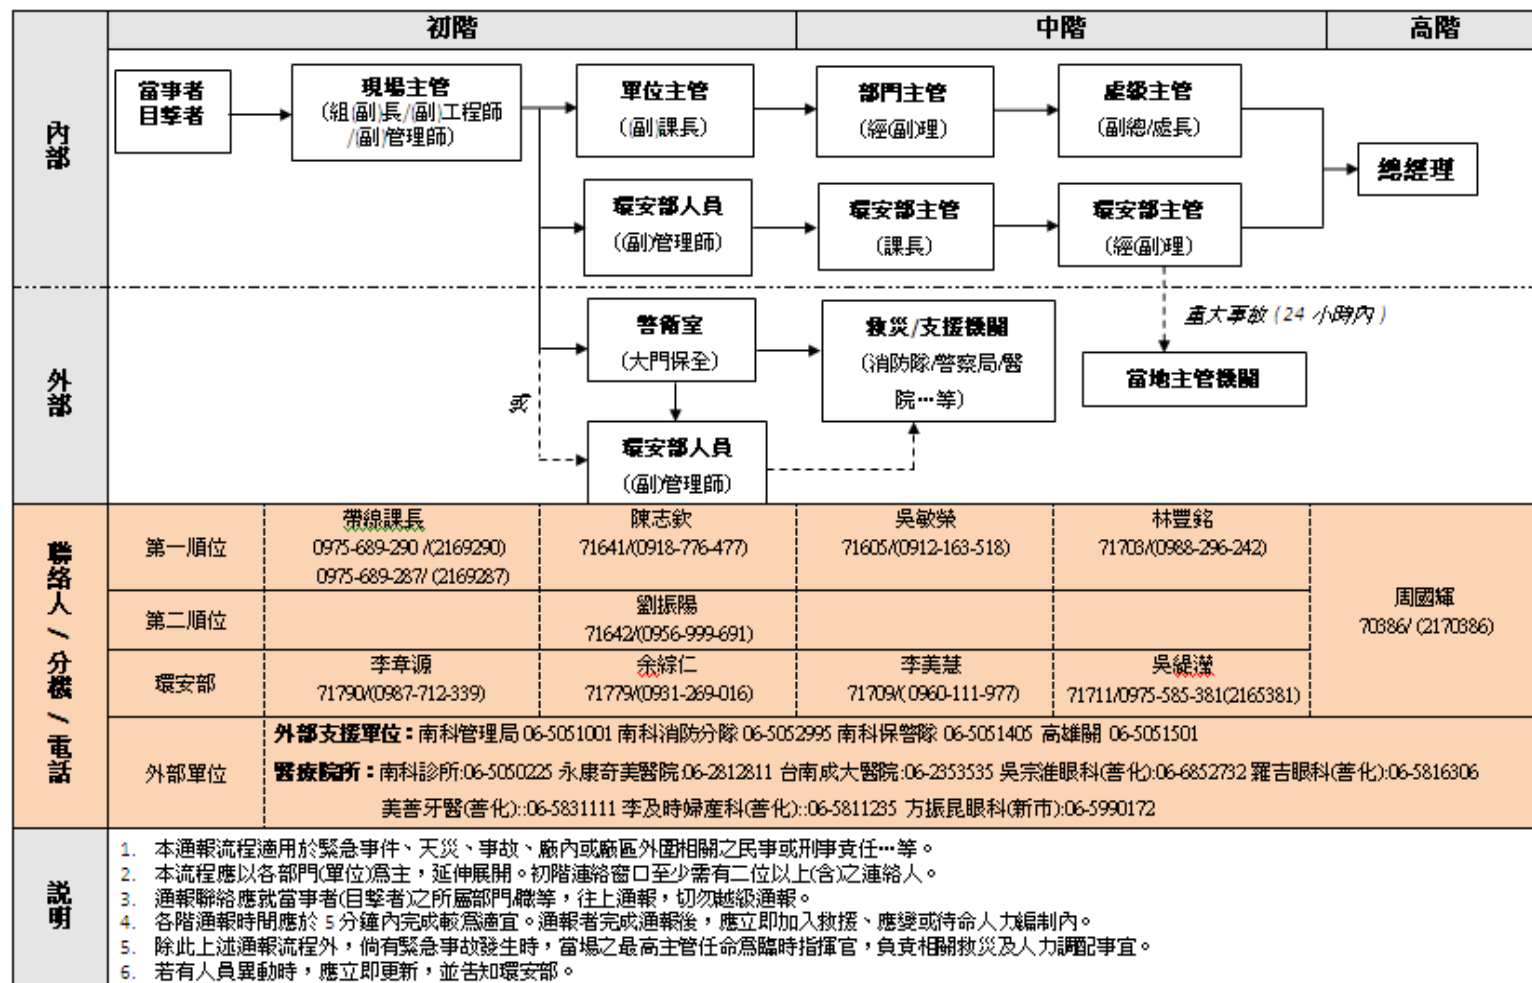 初階 中階 高階
內部
當事者
目擊者
現場主管
(組(副)長/(副)工程師
/(副)管理師)
單位主管
((副)課長)
部門主管
(經(副)理)
處級主管
(副總/處長)
總經理
環安部人員
((副)管理師)
環安部主管
(課長)
環安部主管
(經(副)理)
外部
警衛室
(大門保全)
救災/支援機關
(消防隊/警察局/醫
院…等)
重大事故(24 小時內)
當地主管機關
或
環安部人員
((副)管理師)
聯絡人/分機/電話
第一順位
帶線課長
0975-689-290 /(2169290)
0975-689-287/ (2169287)
陳志欽
71641/(0918-776-477)
吳敏榮
71605/(0912-163-518)
林豐銘
71703/(0988-296-242)
周國輝
70386/ (2170386)
第二順位
劉振陽
71642/(0956-999-691)
環安部
李章源
71790/(0987-712-339)
余綜仁
71779/(0931-269-016)
李美慧
71709/( 0960-111-977)
吳緹瀅
71711/0975-585-381(2165381)
外部單位
外部支援單位：南科管理局 06-5051001 南科消防分隊 06-5052995 南科保警隊 06-5051405 高雄關 06-5051501
醫療院所：南科診所:06-5050225 永康奇美醫院:06-2812811 台南成大醫院:06-2353535 吳宗淮眼科(善化):06-6852732 羅吉眼科(善化):06-5816306
美善牙醫(善化)::06-5831111 李及時婦產科(善化)::06-5811235 方振昆眼科(新市):06-5990172
說明
1. 本通報流程適用於緊急事件、天災、事故、廠內或廠區外圍相關之民事或刑事責任…等。
2. 本流程應以各部門(單位)為主，延伸展開。初階連絡窗口至少需有二位以上(含)之連絡人。
3. 通報聯絡應就當事者(目擊者)之所屬部門/職等，往上通報，切勿越級通報。
4. 各階通報時間應於 5 分鐘內完成較為適宜。通報者完成通報後，應立即加入救援、應變或待命人力編制內。
5. 除此上述通報流程外，倘有緊急事故發生時，當場之最高主管任命為臨時指揮官，負責相關救災及人力調配事宜。
6. 若有人員異動時，應立即更新，並告知環安部。